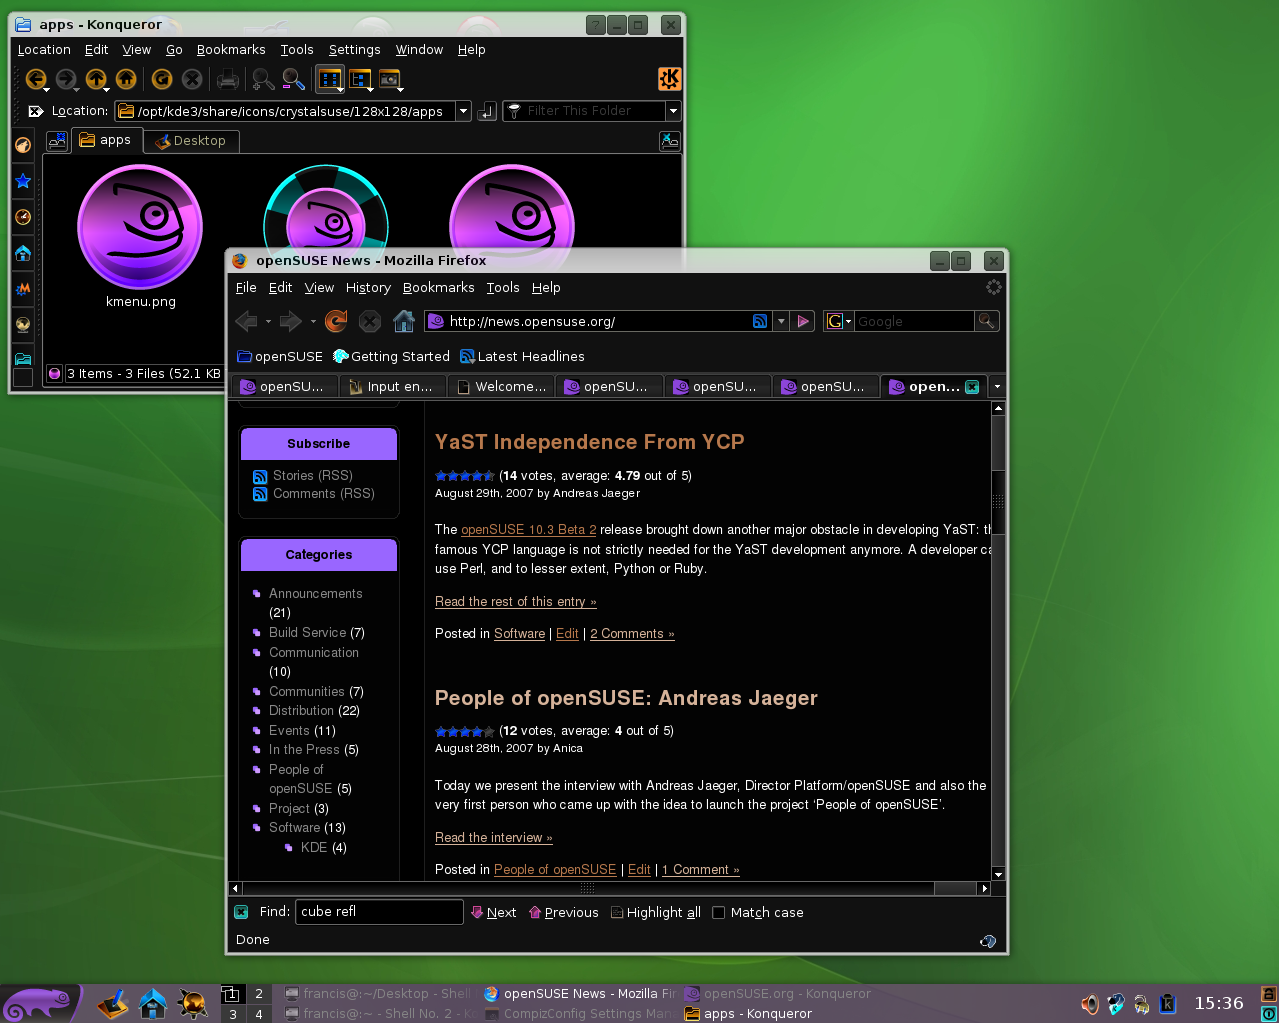 apps - Konqueror
Location Edit View Go Bookmarks Tools Settings Window Help
Location: /opt/kde3/share/icons/crystalsuse/128x128/apps Filter This Folder
apps Desktop
kmenu.png
3 Items - 3 Files (52.1 KB
openSUSE News - Mozilla Firefox
File Edit View History Bookmarks Tools Help
http://news.opensuse.org/ G Google
openSUSE Getting Started Latest Headlines
openSU... Input en... Welcome... openSU... openSU... openSU... open...
Subscribe
Stories (RSS)
Comments (RSS)
Categories
Announcements
(21)
Build Service (7)
Communication
(10)
Communities (7)
Distribution (22)
Events (11)
In the Press (5)
People of
openSUSE (5)
Project (3)
Software (13)
KDE (4)
YaST Independence From YCP
(14 votes, average: 4.79 out of 5)
August 29th, 2007 by Andreas Jaeger
The openSUSE 10.3 Beta 2 release brought down another major obstacle in developing YaST: th
famous YCP language is not strictly needed for the YaST development anymore. A developer ca
use Perl, and to lesser extent, Python or Ruby.
Read the rest of this entry »
Posted in Software | Edit | 2 Comments »
People of openSUSE: Andreas Jaeger
(12 votes, average: 4 out of 5)
August 28th, 2007 by Anica
Today we present the interview with Andreas Jaeger, Director Platform/openSUSE and also the
very first person who came up with the idea to launch the project ‘People of openSUSE’.
Read the interview »
Posted in People of openSUSE | Edit | 1 Comment »
Find: cube refl Next Previous Highlight all Match case
Done
1 2 francis@:~/Desktop - Shell openSUSE News - Mozilla Fir openSUSE.org - Konqueror
3 4 francis@:~ - Shell No. 2 - Ko CompizConfig Settings Man apps - Konqueror
15:36